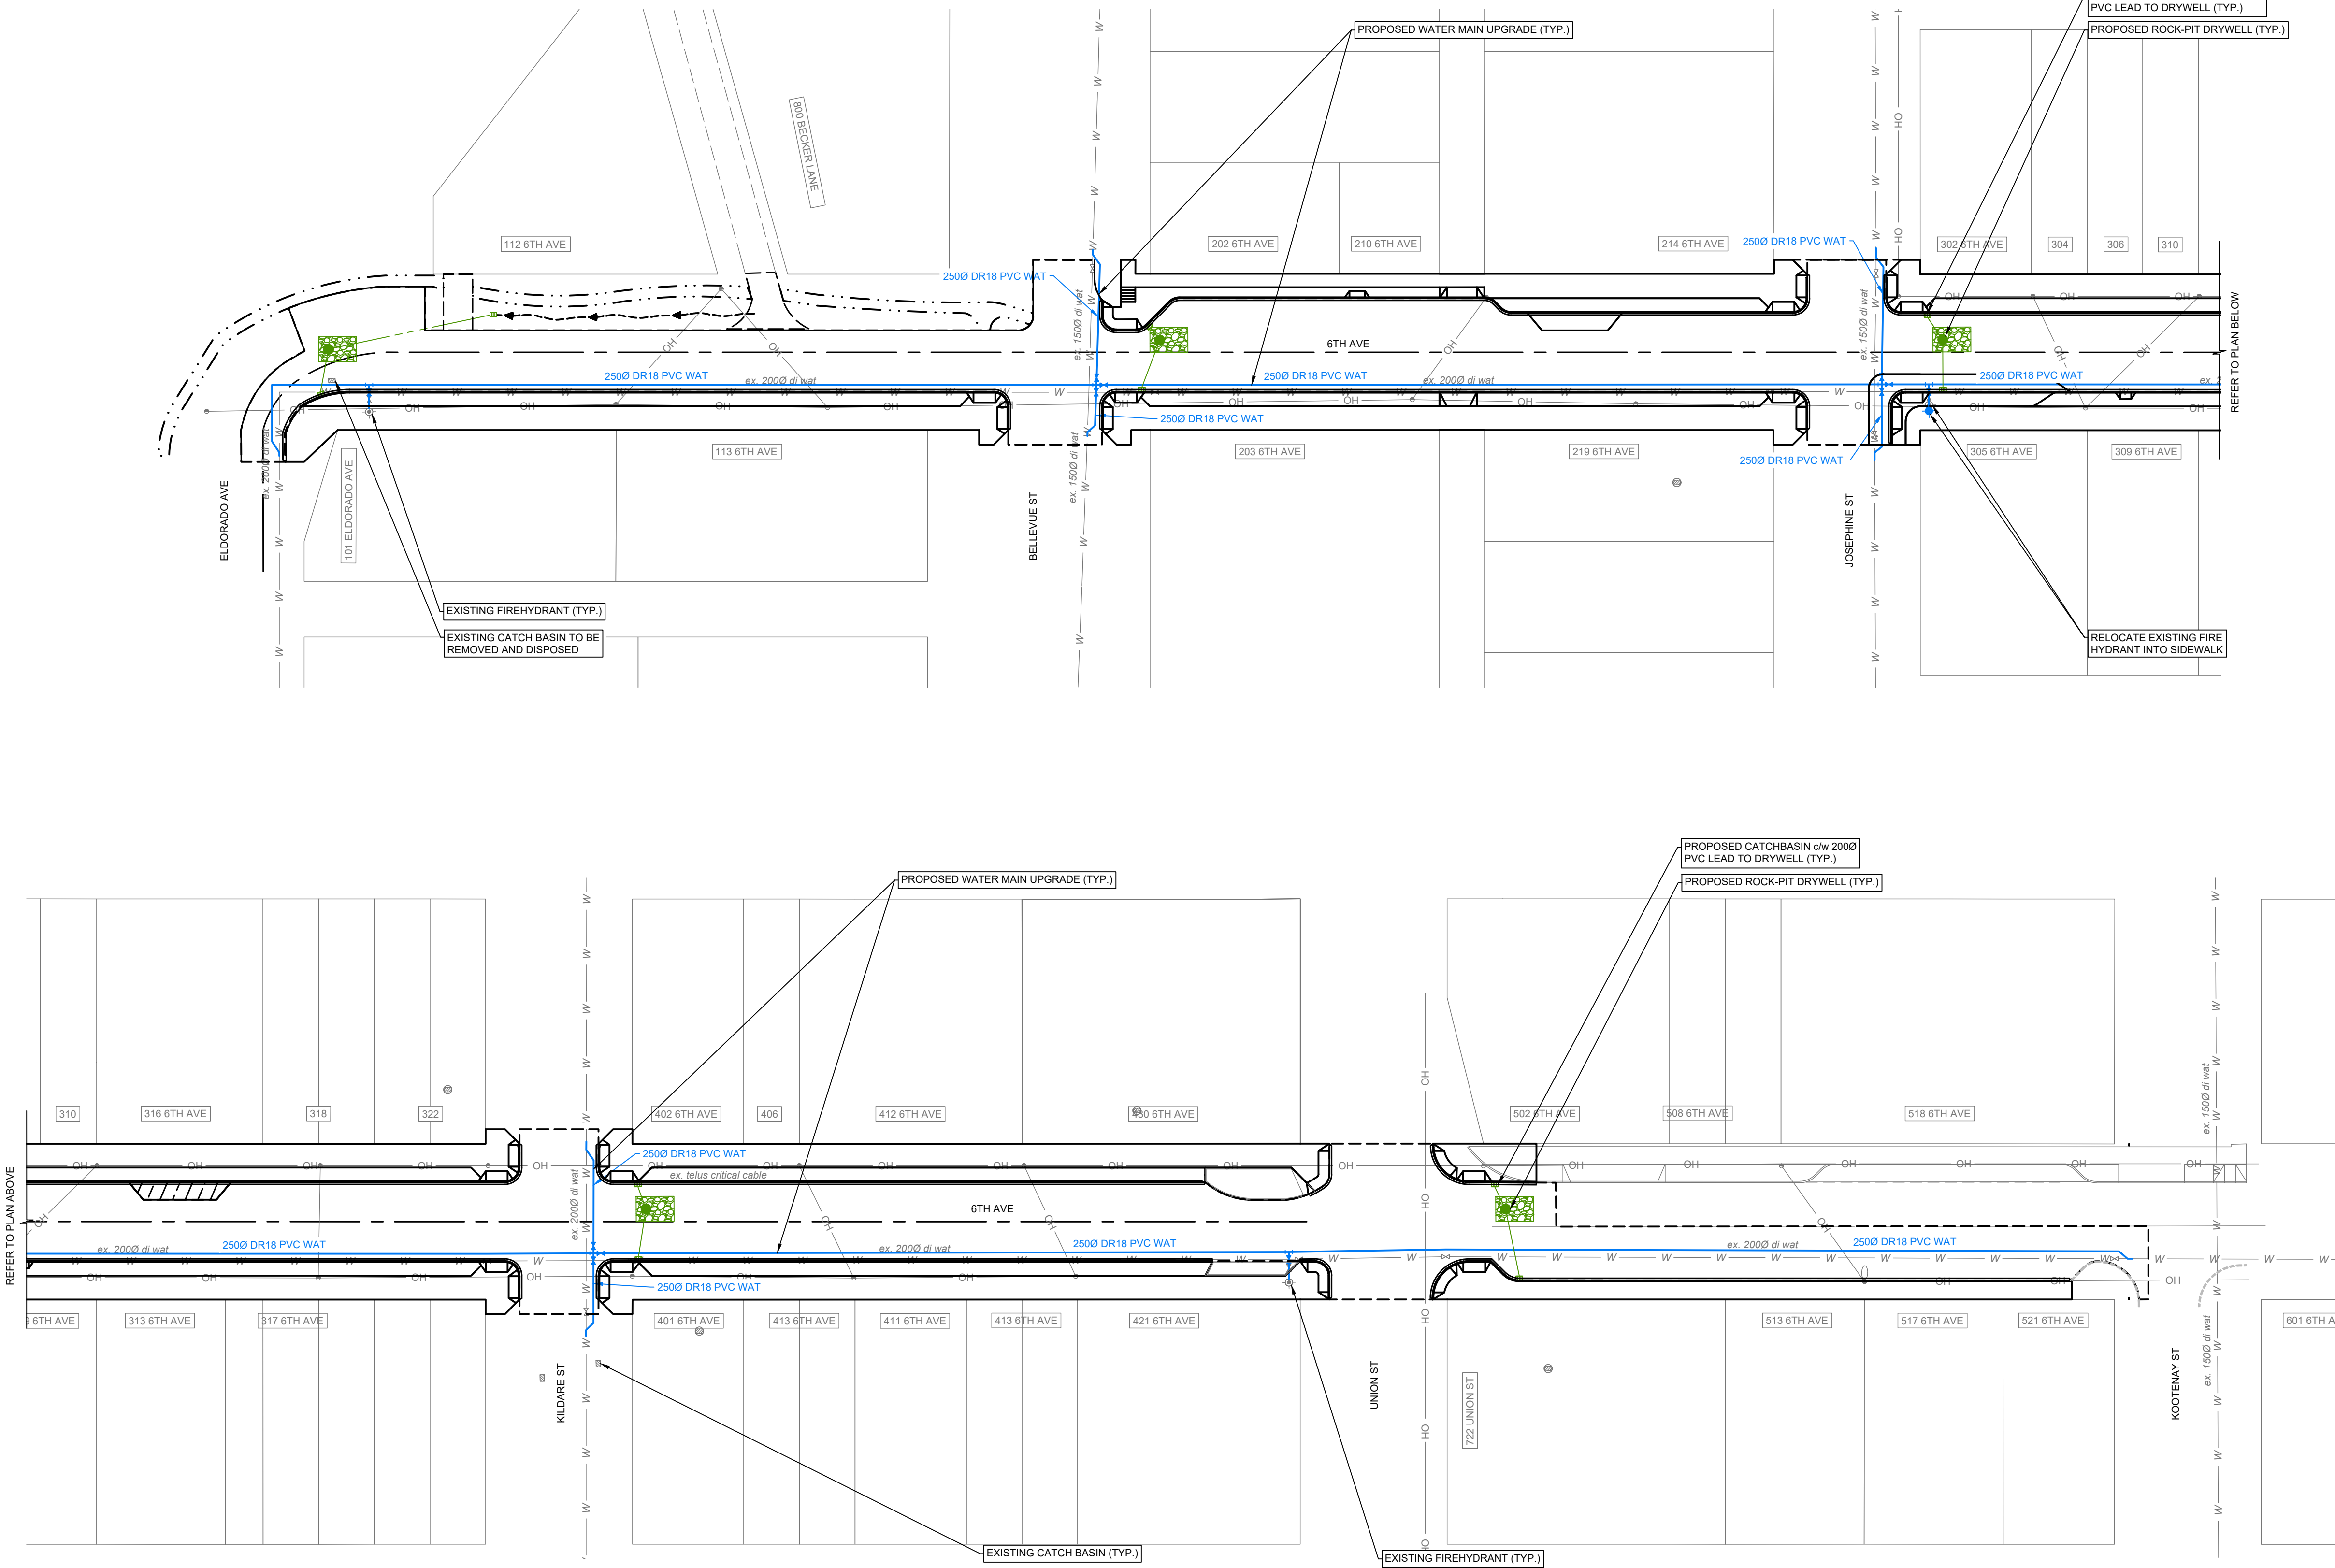 PVC LEAD TO DRYWELL (TYP.)
PROPOSED WATER MAIN UPGRADE (TYP.)
PROPOSED ROCK-PIT DRYWELL (TYP.)
800 BECKER LANE
112 6TH AVE
202 6TH AVE
210 6TH AVE
214 6TH AVE
250Ø DR18 PVC WAT
302 6TH AVE
304
306
310
250Ø DR18 PVC WAT
ex. 150Ø di wat
ex. 150Ø di wat
6TH AVE
REFER TO PLAN BELOW
250Ø DR18 PVC WAT
ex. 200Ø di wat
250Ø DR18 PVC WAT
ex. 200Ø di wat
250Ø DR18 PVC WAT
ex. 2
250Ø DR18 PVC WAT
250Ø DR18 PVC WAT
113 6TH AVE
203 6TH AVE
219 6TH AVE
305 6TH AVE
309 6TH AVE
ex. 200Ø di wat
ex. 150Ø di wat
ELDORADO AVE
101 ELDORADO AVE
BELLEVUE ST
JOSEPHINE ST
EXISTING FIREHYDRANT (TYP.)
EXISTING CATCH BASIN TO BE
REMOVED AND DISPOSED
RELOCATE EXISTING FIRE
HYDRANT INTO SIDEWALK
PROPOSED CATCHBASIN c/w 200Ø
PVC LEAD TO DRYWELL (TYP.)
PROPOSED WATER MAIN UPGRADE (TYP.)
PROPOSED ROCK-PIT DRYWELL (TYP.)
310
316 6TH AVE
318
322
402 6TH AVE
406
412 6TH AVE
430 6TH AVE
502 6TH AVE
508 6TH AVE
518 6TH AVE
ex. 150Ø di wat
250Ø DR18 PVC WAT
ex. telus critical cable
ex. 200Ø di wat
6TH AVE
REFER TO PLAN ABOVE
ex. 200Ø di wat
250Ø DR18 PVC WAT
ex. 200Ø di wat
250Ø DR18 PVC WAT
ex. 200Ø di wat
250Ø DR18 PVC WAT
250Ø DR18 PVC WAT
9 6TH AVE
313 6TH AVE
317 6TH AVE
401 6TH AVE
413 6TH AVE
411 6TH AVE
413 6TH AVE
421 6TH AVE
513 6TH AVE
517 6TH AVE
521 6TH AVE
601 6TH A
KILDARE ST
UNION ST
722 UNION ST
KOOTENAY ST
ex. 150Ø di wat
EXISTING CATCH BASIN (TYP.)
EXISTING FIREHYDRANT (TYP.)